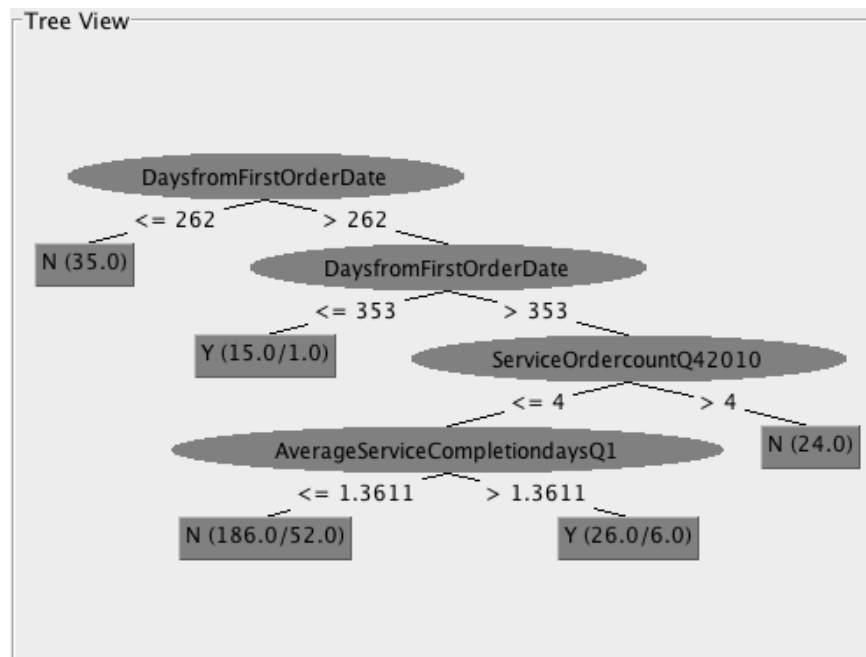 Tree View
DaysfromFirstOrderDate
<= 262 > 262
N (35.0)
DaysfromFirstOrderDate
<= 353 > 353
Y (15.0/1.0)
ServiceOrdercountQ42010
<= 4 > 4
AverageServiceCompletiondaysQ1
N (24.0)
<= 1.3611 > 1.3611
N (186.0/52.0) Y (26.0/6.0)